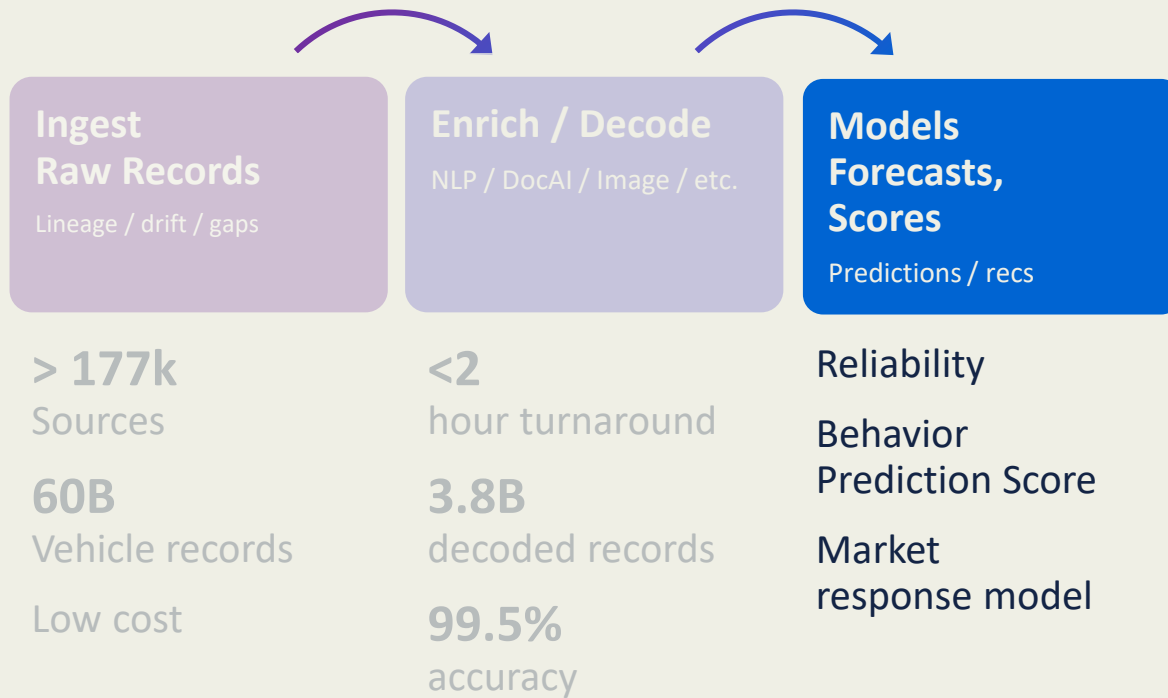 Ingest
Raw Records
Lineage / drift / gaps
Enrich / Decode
NLP / DocAI / Image / etc.
Models
Forecasts,
Scores
Predictions / recs
> 177k
Sources
60B
Vehicle records
Low cost
<2
hour turnaround
3.8B
decoded records
99.5%
accuracy
Reliability
Behavior
Prediction Score
Market
response model